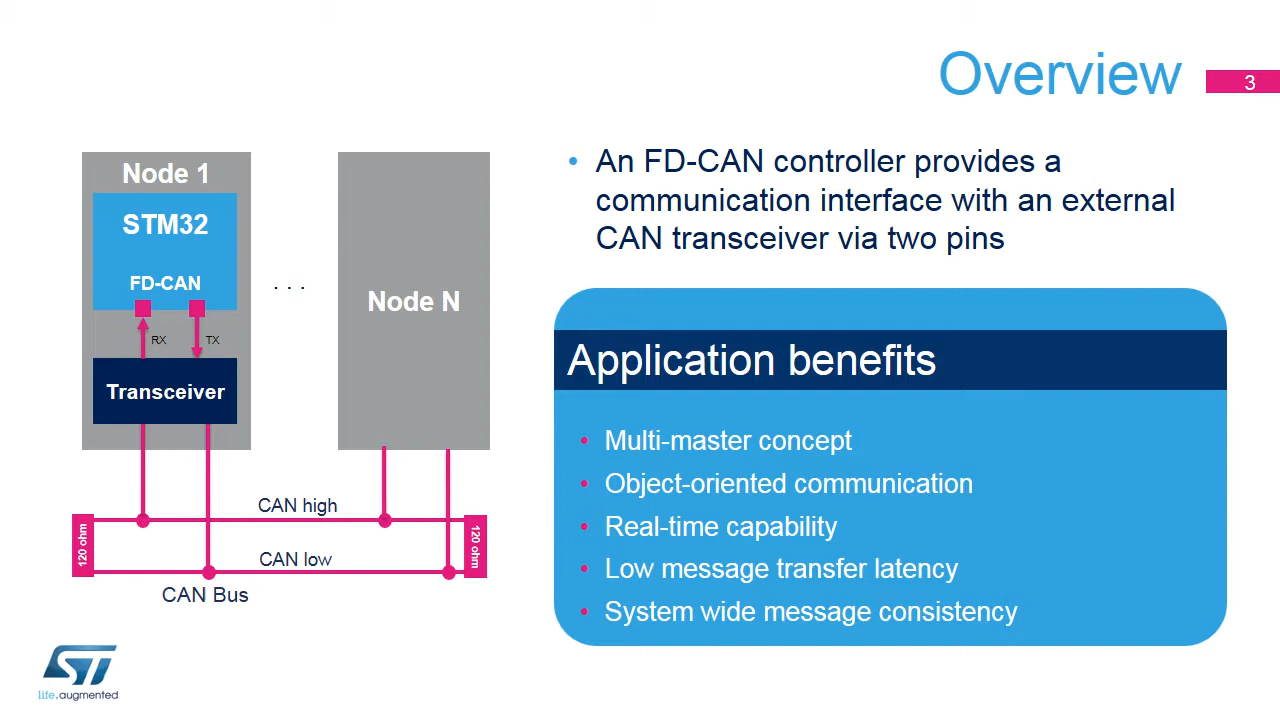 Overview
3
Node 1
STM32
FD-CAN
RX
TX
Transceiver
. . .
Node N
CAN high
120 ohm
120 ohm
CAN low
CAN Bus
• An FD-CAN controller provides a
communication interface with an external
CAN transceiver via two pins
Application benefits
• Multi-master concept
• Object-oriented communication
• Real-time capability
• Low message transfer latency
• System wide message consistency
ST
life.augmented